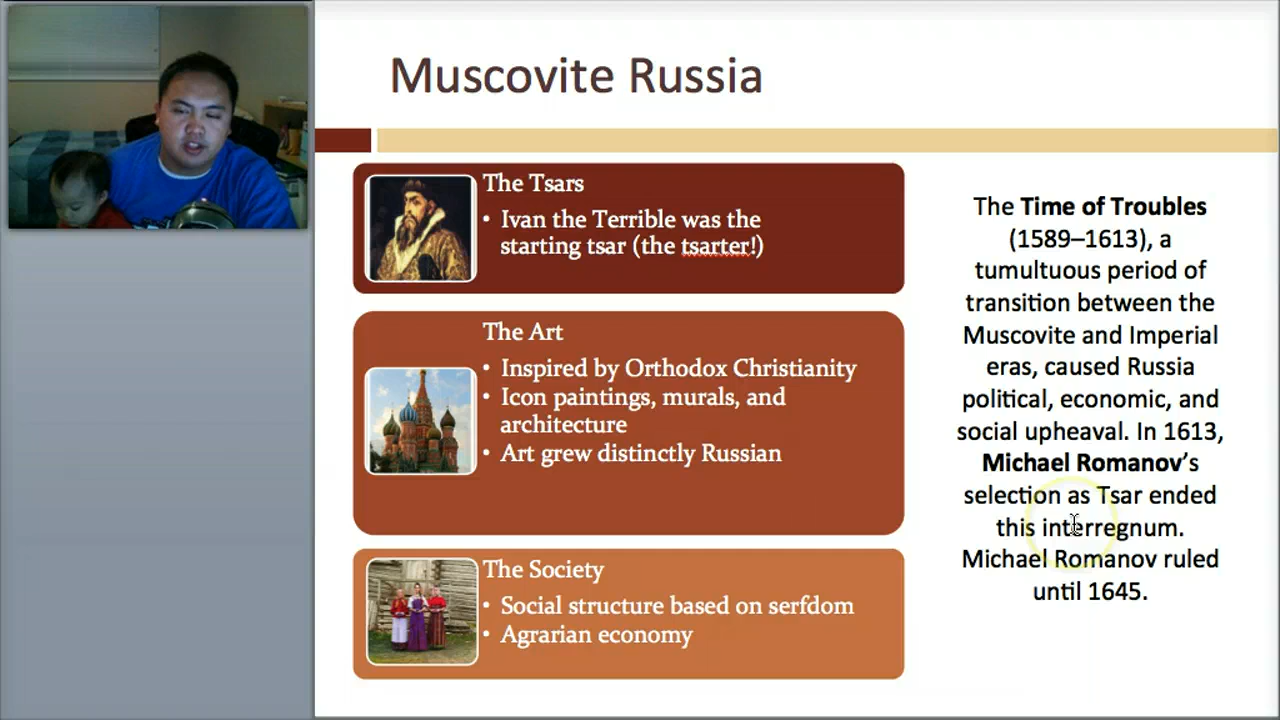 Muscovite Russia
The Tsars
• Ivan the Terrible was the
starting tsar (the tsarter!)
The Art
• Inspired by Orthodox Christianity
• Icon paintings, murals, and
architecture
• Art grew distinctly Russian
The Society
• Social structure based on serfdom
• Agrarian economy
The Time of Troubles
(1589–1613), a
tumultuous period of
transition between the
Muscovite and Imperial
eras, caused Russia
political, economic, and
social upheaval. In 1613,
Michael Romanov's
selection as Tsar ended
this interregnum.
Michael Romanov ruled
until 1645.